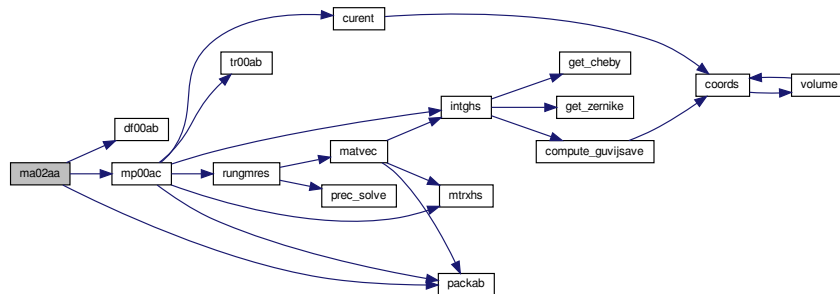 curent
tr00ab
get_cheby
coords
volume
intghs
get_zernike
df00ab
matvec
compute_guvijsave
ma02aa
mp00ac
rungmres
prec_solve
mtrxhs
packab